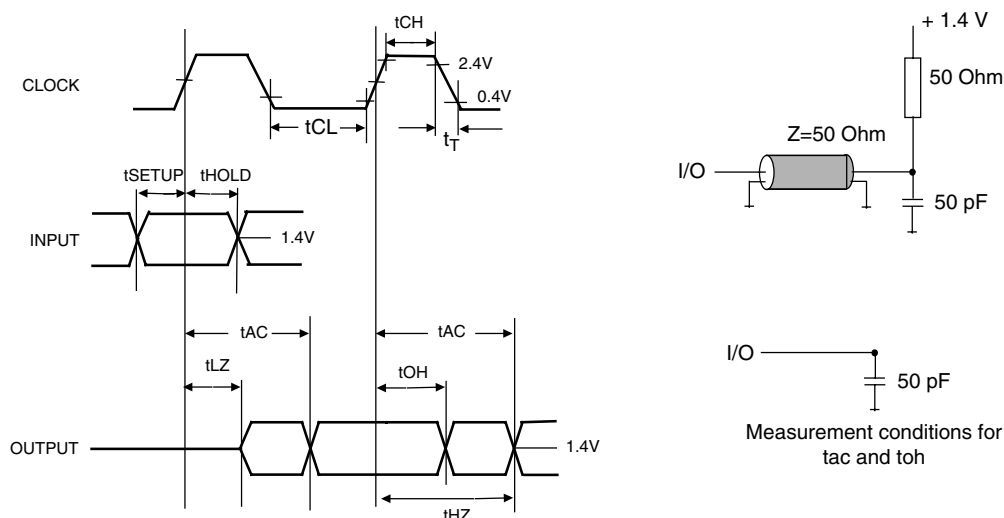 tCH
2.4V
CLOCK
0.4V
tCL
tT
tSETUP
tHOLD
INPUT
1.4V
tAC
tAC
tLZ
tOH
OUTPUT
1.4V
tHZ
+ 1.4 V
50 Ohm
Z=50 Ohm
I/O
50 pF
I/O
50 pF
Measurement conditions for
tac and toh